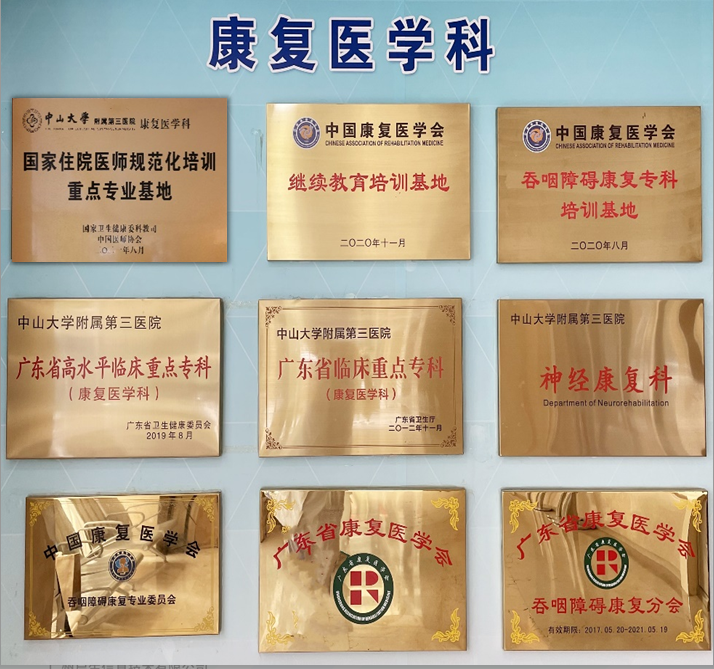 康复医学科
中山大学 附属第三医院 康复医学科
国家住院医师规范化培训
重点专业基地
国家卫生健康委科教司
中国医师协会
中国康复医学会
CHINESE ASSOCIATION OF REHABILITATION MEDICINE
继续教育培训基地
二〇二〇年十一月
中国康复医学会
CHINESE ASSOCIATION OF REHABILITATION MEDICINE
吞咽障碍康复专科
培训基地
二〇二〇年八月
中山大学附属第三医院
广东省高水平临床重点专科
(康复医学科)
广东省卫生健康委员会
2019年8月
中山大学附属第三医院
广东省临床重点专科
(康复医学科)
广东省卫生厅
二〇一二年十一月
中山大学附属第三医院
神经康复科
Department of Neurorehabilitation
中国康复医学会
吞咽障碍康复专业委员会
广东省康复医学会
广东省康复医学会
R
广东省康复医学会
R
吞咽障碍康复分会
有效期限：2017.05.20-2021.05.19